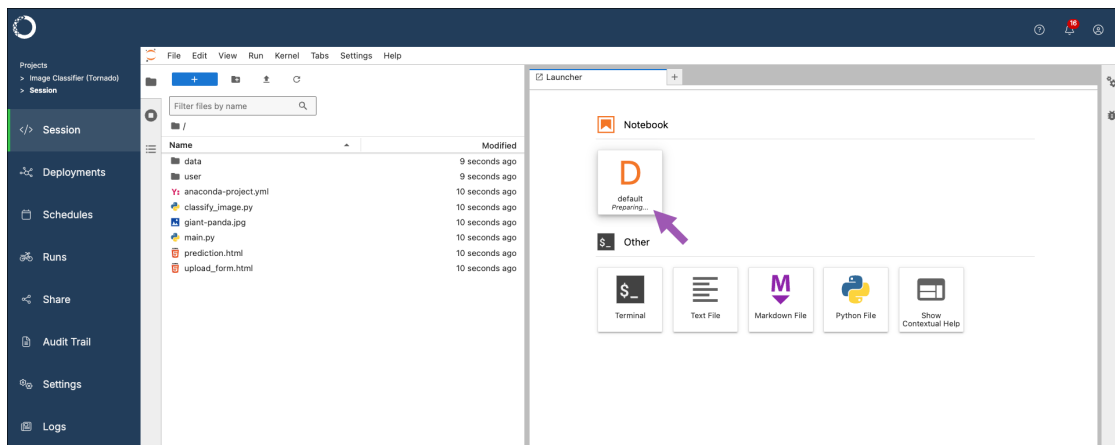 16
Projects
> Image Classifier (Tornado)
> Session
</> Session
Deployments
Schedules
Runs
Share
Audit Trail
Settings
Logs
File Edit View Run Kernel Tabs Settings Help
+
Filter files by name
/
Name Modified
data 9 seconds ago
user 9 seconds ago
Y: anaconda-project.yml 10 seconds ago
classify_image.py 10 seconds ago
giant-panda.jpg 10 seconds ago
main.py 10 seconds ago
prediction.html 10 seconds ago
upload_form.html 10 seconds ago
Launcher +
Notebook
D
default
Preparing...
$_ Other
$_
Terminal
Text File
M
Markdown File
Python File
Show
Contextual Help